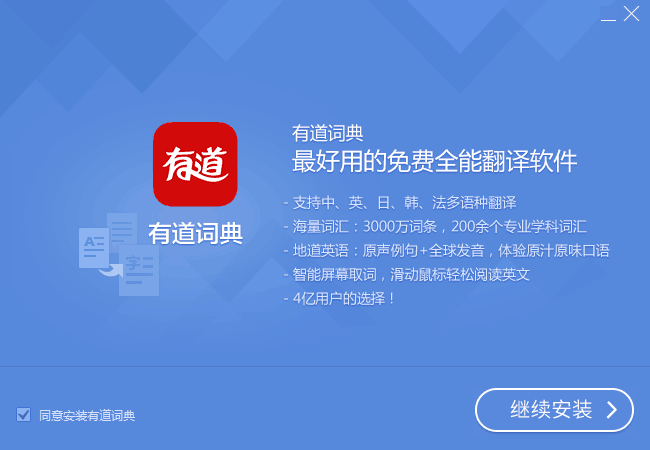 有道词典
最好用的免费全能翻译软件
有道
有道词典
- 支持中、英、日、韩、法多语种翻译
- 海量词汇：3000万词条，200余个专业学科词汇
- 地道英语：原声例句+全球发音，体验原汁原味口语
- 智能屏幕取词，滑动鼠标轻松阅读英文
- 4亿用户的选择！
A
字
同意安装有道词典
继续安装